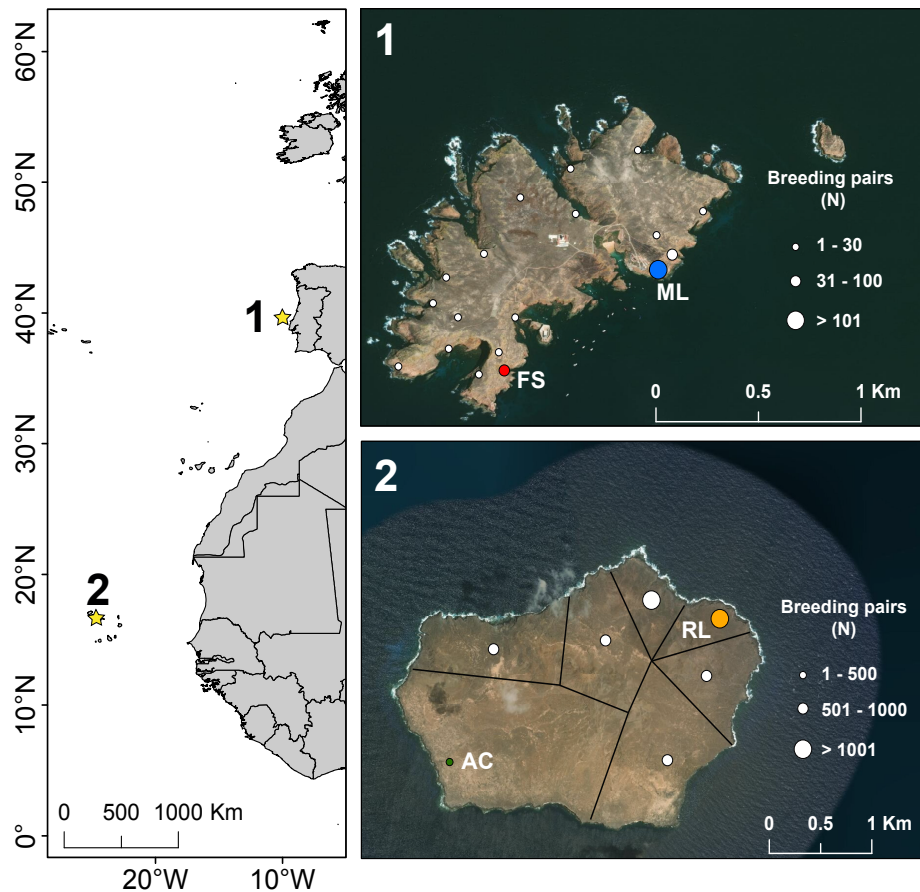 60°N
50°N
40°N
30°N
20°N
10°N
0°
20°W
10°W
1
2
0 500 1000 Km
1
Breeding pairs
(N)
1 - 30
31 - 100
> 101
ML
FS
0 0.5 1 Km
2
Breeding pairs
(N)
1 - 500
501 - 1000
> 1001
RL
AC
0 0.5 1 Km